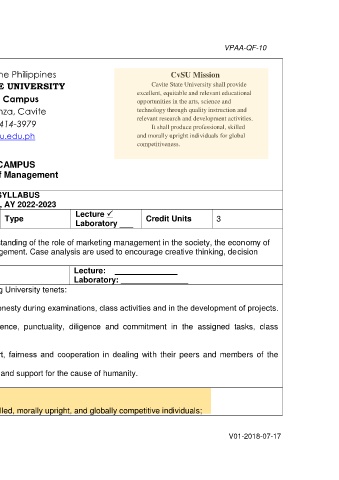 VPAA-QF-10
he Philippines
E UNIVERSITY
Campus
nza, Cavite
414-3979
u.edu.ph
CvSU Mission
Cavite State University shall provide
excellent, equitable and relevant educational
opportunities in the arts, science and
technology through quality instruction and
relevant research and development activities.
It shall produce professional, skilled
and morally upright individuals for global
competitiveness.
CAMPUS
f Management
SYLLABUS
, AY 2022-2023
Type
Lecture ✓
Laboratory ___
Credit Units
3
standing of the role of marketing management in the society, the economy of
gement. Case analysis are used to encourage creative thinking, decision
Lecture: ______________
Laboratory: _______________
g University tenets:
nesty during examinations, class activities and in the development of projects.
ence, punctuality, diligence and commitment in the assigned tasks, class
t, fairness and cooperation in dealing with their peers and members of the
and support for the cause of humanity.
lled, morally upright, and globally competitive individuals:
V01-2018-07-17